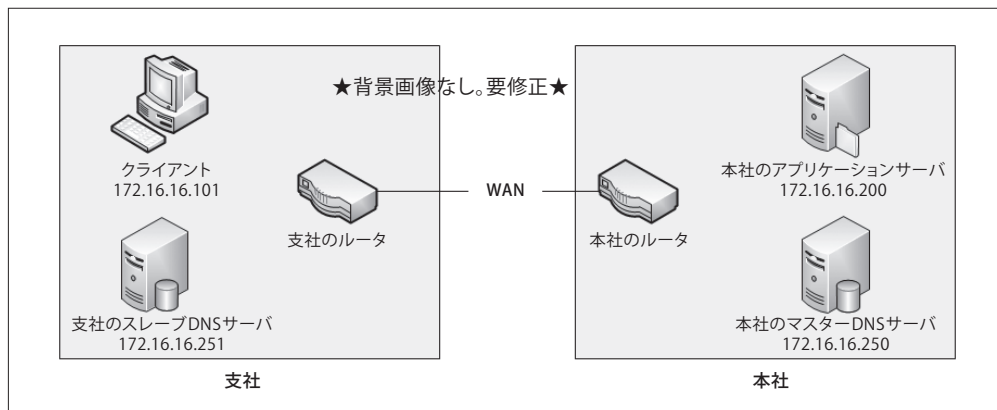 ★背景画像なし。要修正★
クライアント
172.16.16.101
支社のルータ
支社のスレーブDNSサーバ
172.16.16.251
支社
WAN
本社のアプリケーションサーバ
172.16.16.200
本社のルータ
本社のマスターDNSサーバ
172.16.16.250
本社